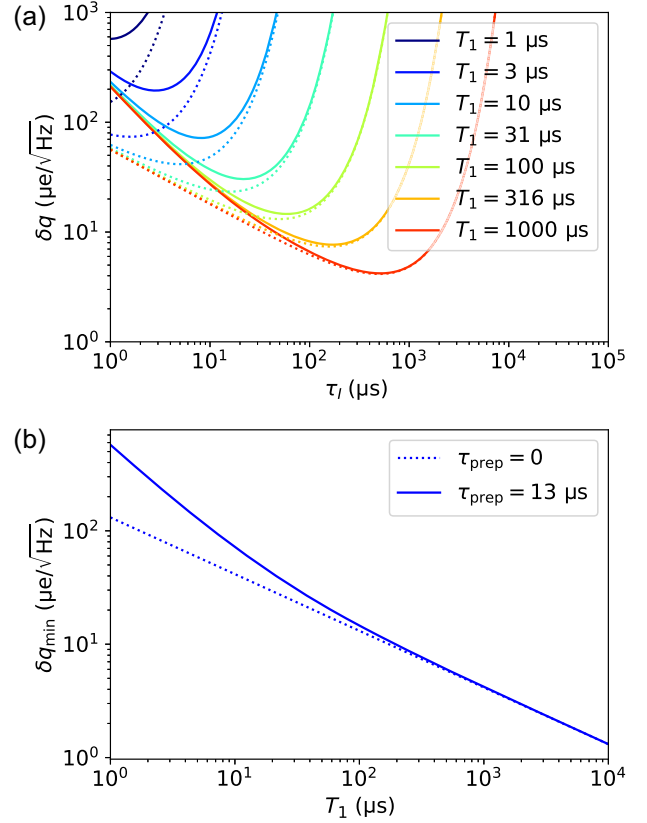 (a)
10³
10²
10¹
10⁰
δq (µe/√Hz)
T₁ = 1 µs
T₁ = 3 µs
T₁ = 10 µs
T₁ = 31 µs
T₁ = 100 µs
T₁ = 316 µs
T₁ = 1000 µs
10⁰ 10¹ 10² 10³ 10⁴ 10⁵
τ_I (µs)
(b)
10²
10¹
10⁰
δq_min (µe/√Hz)
τ_prep = 0
τ_prep = 13 µs
10⁰ 10¹ 10² 10³ 10⁴
T₁ (µs)